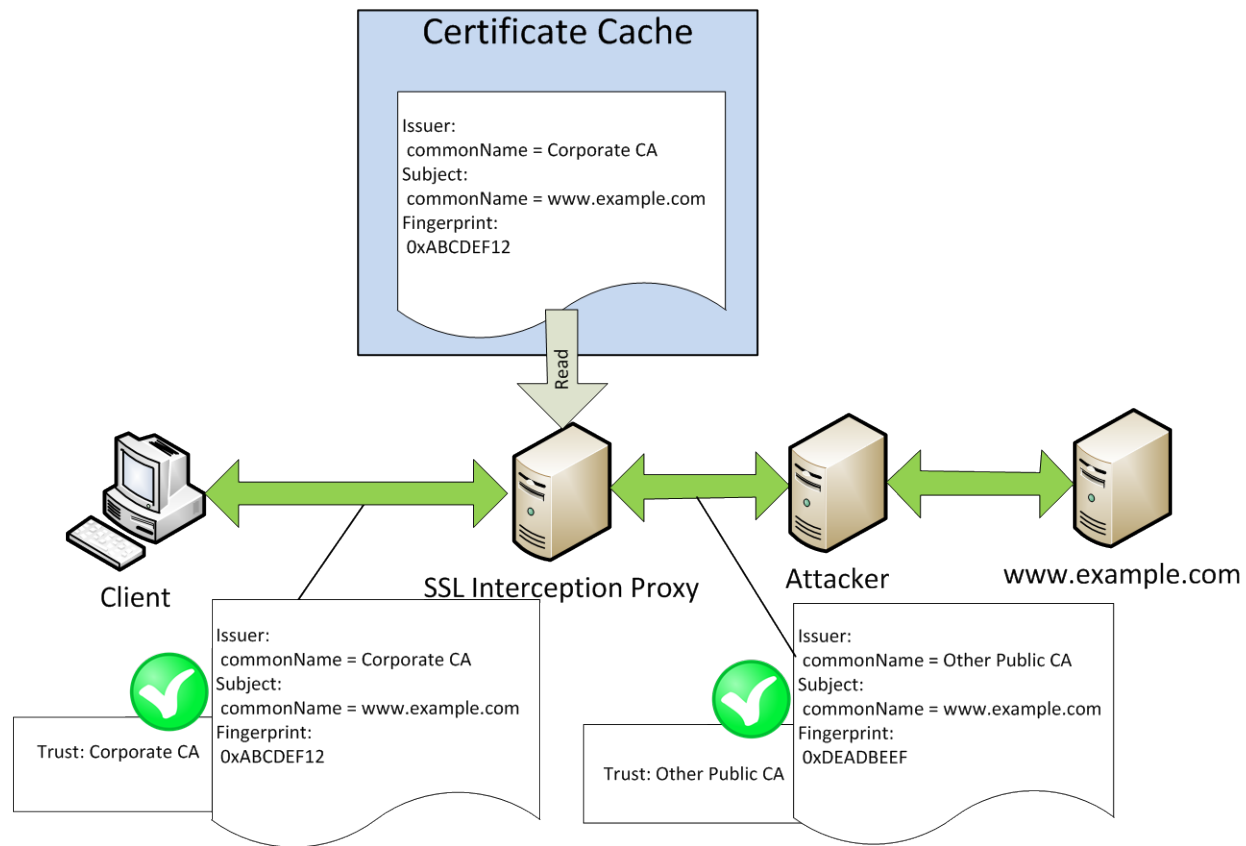 Certificate Cache
Issuer:
commonName = Corporate CA
Subject:
commonName = www.example.com
Fingerprint:
0xABCDEF12
Read
Client
SSL Interception Proxy
Attacker
www.example.com
Issuer:
commonName = Corporate CA
Subject:
commonName = www.example.com
Fingerprint:
0xABCDEF12
Trust: Corporate CA
Issuer:
commonName = Other Public CA
Subject:
commonName = www.example.com
Fingerprint:
0xDEADBEEF
Trust: Other Public CA